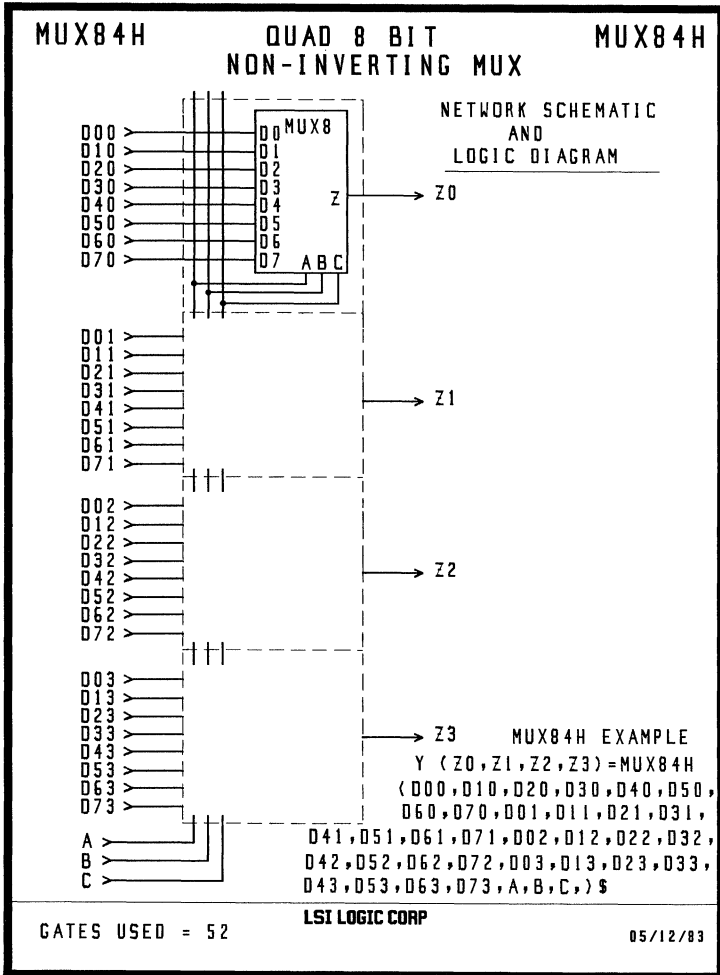 MUX84H QUAD 8 BIT MUX84H
NON-INVERTING MUX
NETWORK SCHEMATIC
AND
LOGIC DIAGRAM
D00 > D0 MUX8
D10 > D1
D20 > D2
D30 > D3
D40 > D4 Z Z0
D50 > D5
D60 > D6
D70 > D7 A B C
D01 >
D11 >
D21 >
D31 >
D41 > Z1
D51 >
D61 >
D71 >
D02 >
D12 >
D22 >
D32 >
D42 > Z2
D52 >
D62 >
D72 >
D03 >
D13 >
D23 >
D33 > Z3
D43 >
D53 >
D63 >
D73 >
A >
B >
C >
MUX84H EXAMPLE
Y (Z0,Z1,Z2,Z3)=MUX84H
(D00,D10,D20,D30,D40,D50,
D60,D70,D01,D11,D21,D31,
D41,D51,D61,D71,D02,D12,D22,D32,
D42,D52,D62,D72,D03,D13,D23,D33,
D43,D53,D63,D73,A,B,C,)$
LSI LOGIC CORP
GATES USED = 52
05/12/83